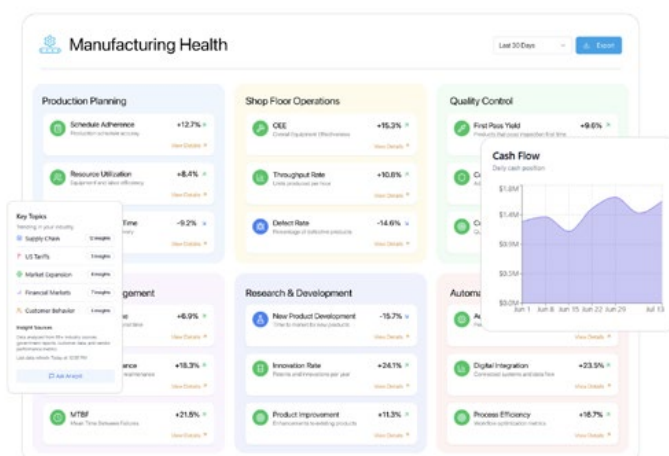 Manufacturing Health
Last 30 Days
Export
Production Planning
Schedule Adherence +12.7%
Production schedule accuracy
View Details
Resource Utilization +8.4%
Equipment and labor efficiency
View Details
Time -9.2%
View Details
Shop Floor Operations
OEE +15.3%
Overall Equipment Effectiveness
View Details
Throughput Rate +10.8%
Units produced per hour
View Details
Defect Rate -14.6%
Percentage of defective products
View Details
Quality Control
First Pass Yield +9.6%
Products that pass inspection first time
Cash Flow
Daily cash position
$1.8M
$1.4M
$0.9M
$0.5M
$0.0M
Jun 1 Jun 8 Jun 15 Jun 22 Jun 29 Jul 13
Key Topics
Trending in your industry
Supply Chain
US Tariffs
Market Expansion
Financial Markets
Customer Behavior
Insight Sources
gement
+6.9%
View Details
ance +18.3%
maintenance
View Details
MTBF +21.5%
Mean Time Between Failures
View Details
Research & Development
New Product Development -15.7%
Time to market for new products
View Details
Innovation Rate +24.1%
Patents and innovations per year
View Details
Product Improvement +11.3%
Enhancements to existing products
View Details
Automa
View Details
Digital Integration +23.5%
Connected systems and data flow
View Details
Process Efficiency +16.7%
Workflow optimization metrics
View Details